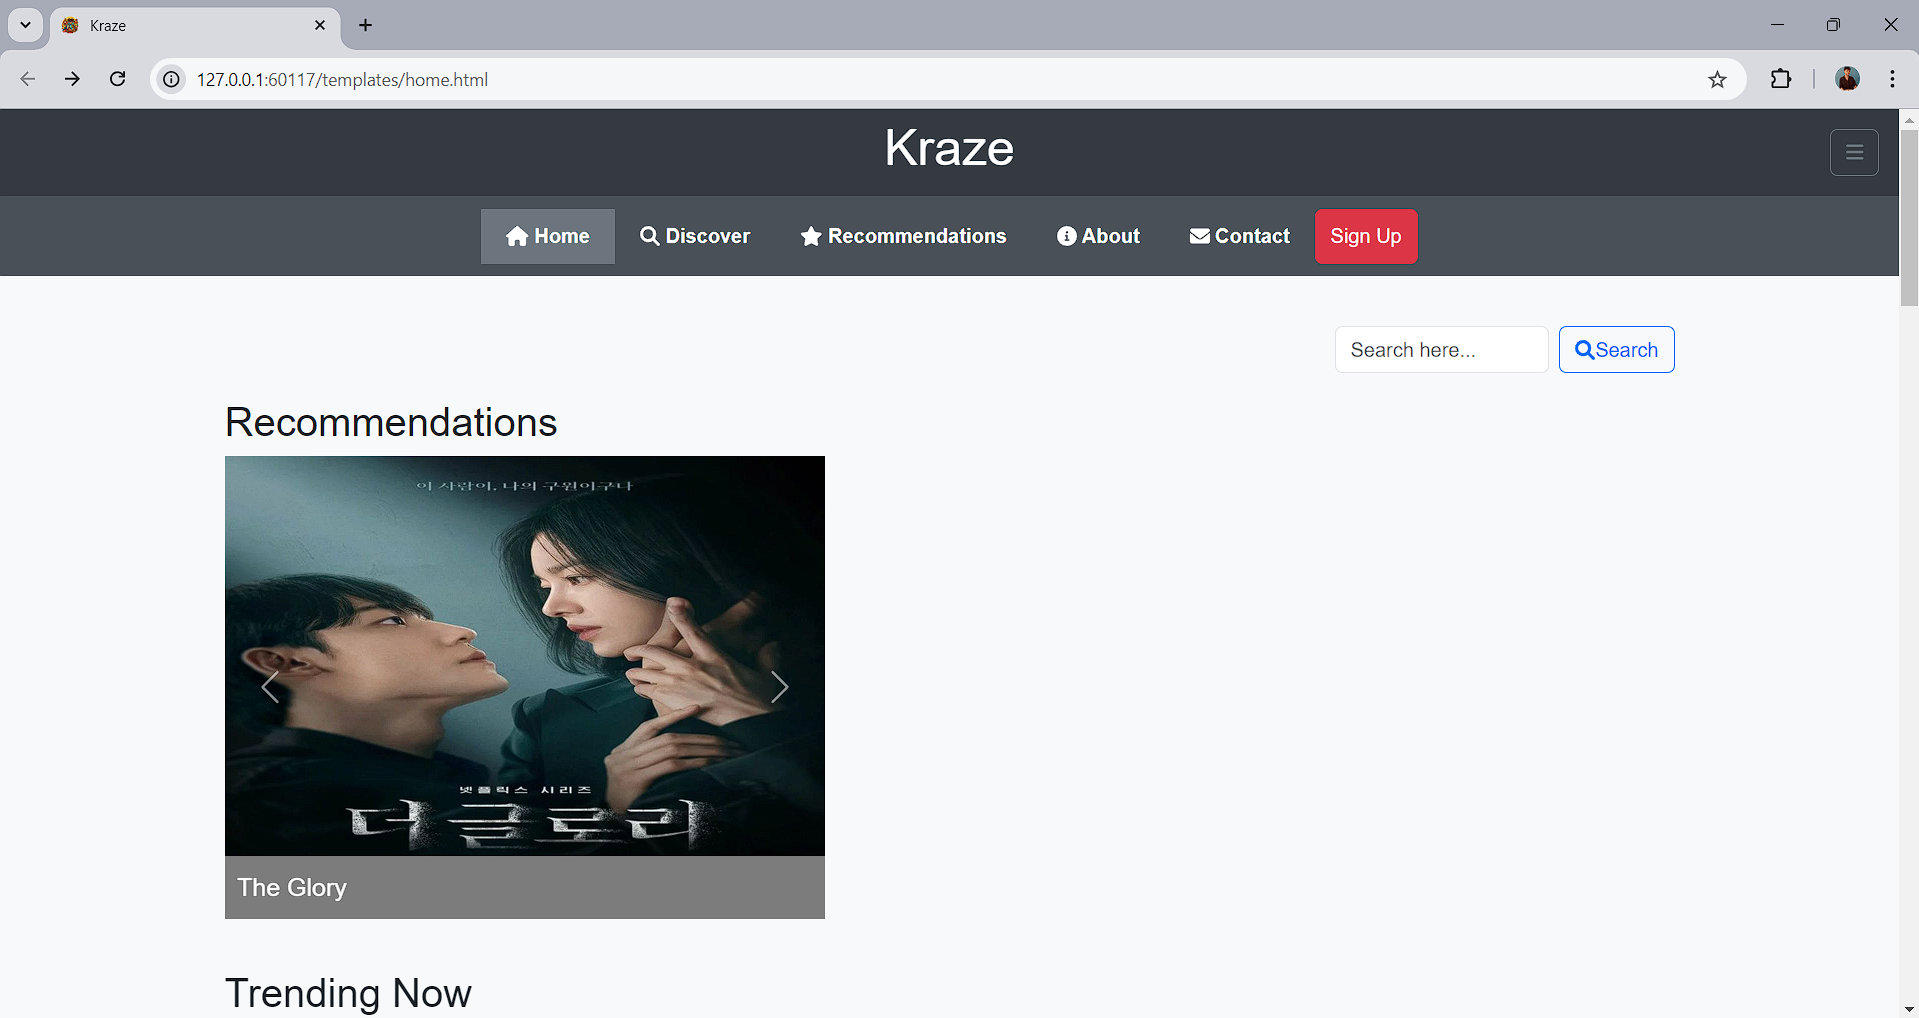 Kraze
127.0.0.1:60117/templates/home.html
Kraze
Home Discover Recommendations About Contact Sign Up
Search here... Search
Recommendations
이 사람이, 나의 구원이구나
넷플릭스 시리즈
더 글로리
The Glory
Trending Now